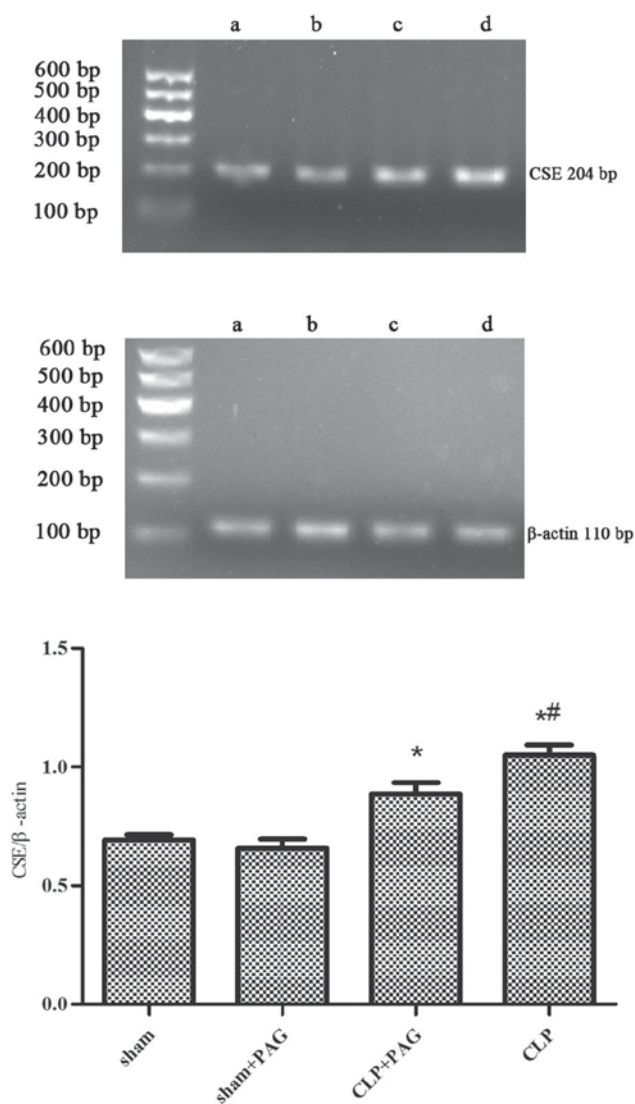 a b c d
600 bp
500 bp
400 bp
300 bp
200 bp
100 bp
CSE 204 bp
a b c d
600 bp
500 bp
400 bp
300 bp
200 bp
100 bp
β-actin 110 bp
1.5
1.0
0.5
0.0
CSE/β -actin
*
*#
sham
sham+PAG
CLP+PAG
CLP